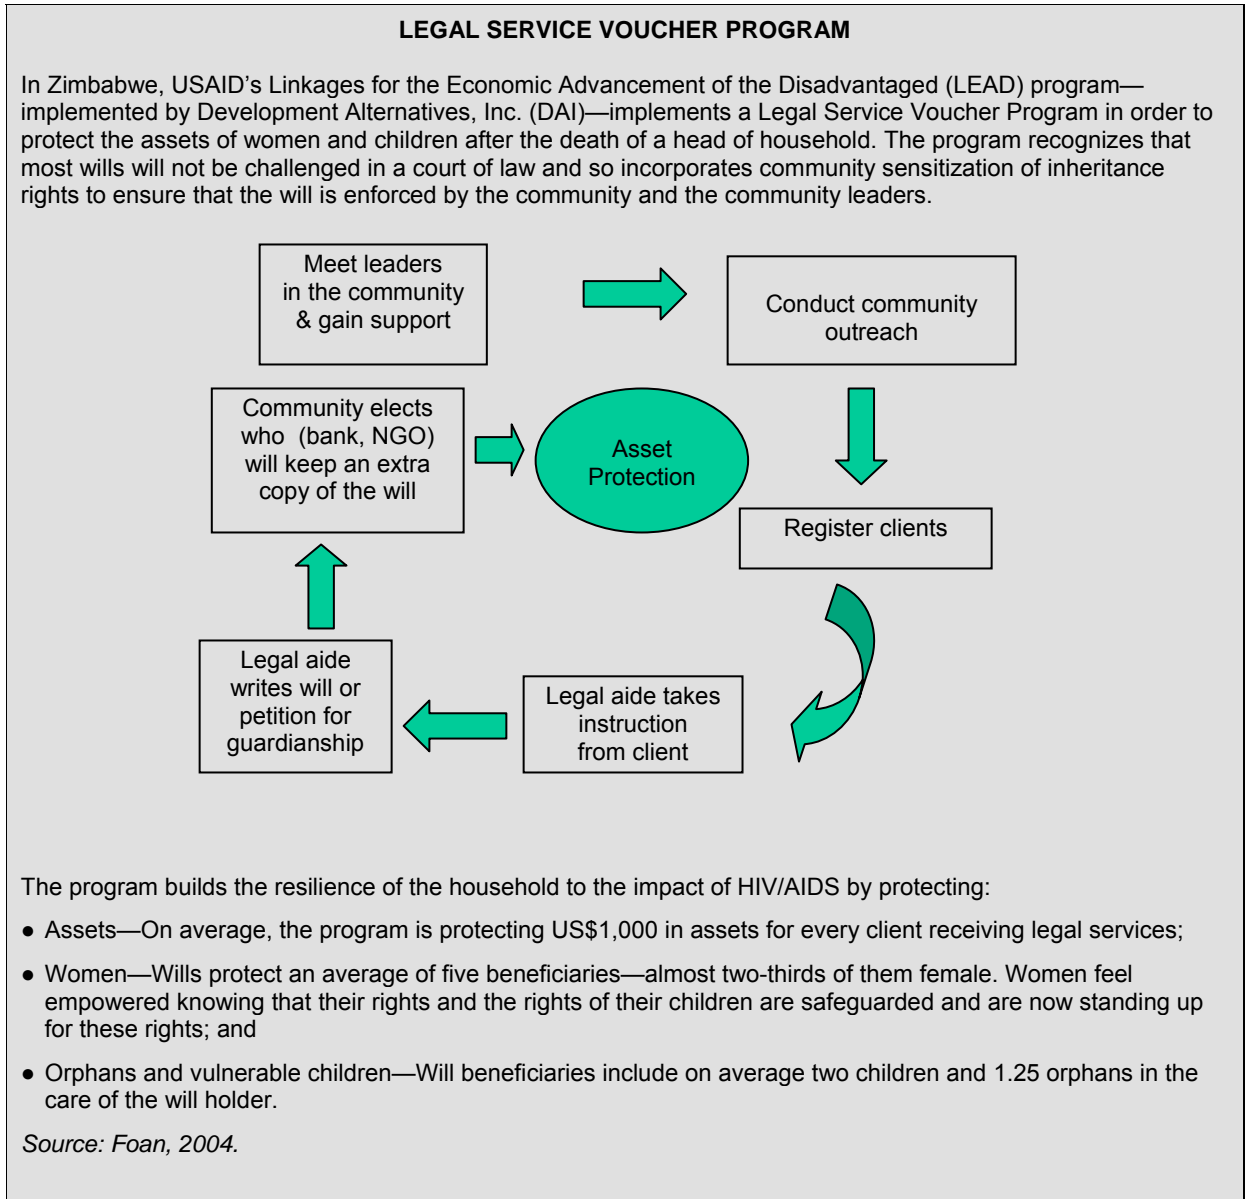 LEGAL SERVICE VOUCHER PROGRAM
In Zimbabwe, USAID’s Linkages for the Economic Advancement of the Disadvantaged (LEAD) program—
implemented by Development Alternatives, Inc. (DAI)—implements a Legal Service Voucher Program in order to
protect the assets of women and children after the death of a head of household. The program recognizes that
most wills will not be challenged in a court of law and so incorporates community sensitization of inheritance
rights to ensure that the will is enforced by the community and the community leaders.
Meet leaders
in the community
& gain support
Conduct community
outreach
Community elects
who (bank, NGO)
will keep an extra
copy of the will
Asset
Protection
Register clients
Legal aide
writes will or
petition for
guardianship
Legal aide takes
instruction
from client
The program builds the resilience of the household to the impact of HIV/AIDS by protecting:
● Assets—On average, the program is protecting US$1,000 in assets for every client receiving legal services;
● Women—Wills protect an average of five beneficiaries—almost two-thirds of them female. Women feel
empowered knowing that their rights and the rights of their children are safeguarded and are now standing up
for these rights; and
● Orphans and vulnerable children—Will beneficiaries include on average two children and 1.25 orphans in the
care of the will holder.
Source: Foan, 2004.